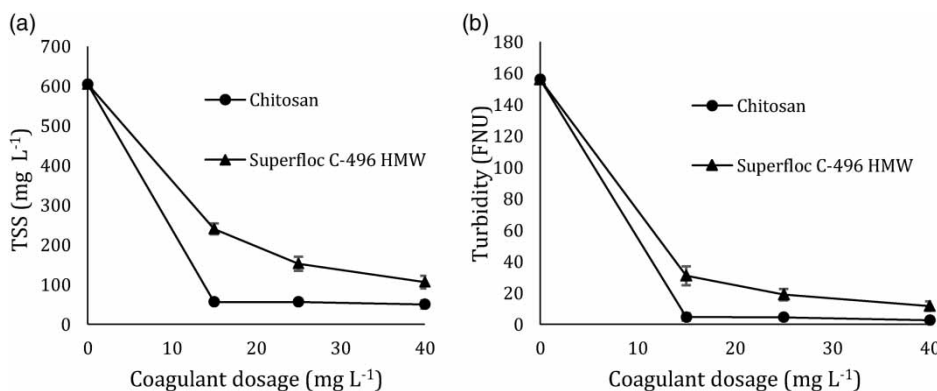 (a)
700
600
500
400
300
200
100
0
TSS (mg L⁻¹)
Chitosan
Superfloc C-496 HMW
0 10 20 30 40
Coagulant dosage (mg L⁻¹)
(b)
180
160
140
120
100
80
60
40
20
0
Turbidity (FNU)
Chitosan
Superfloc C-496 HMW
0 10 20 30 40
Coagulant dosage (mg L⁻¹)